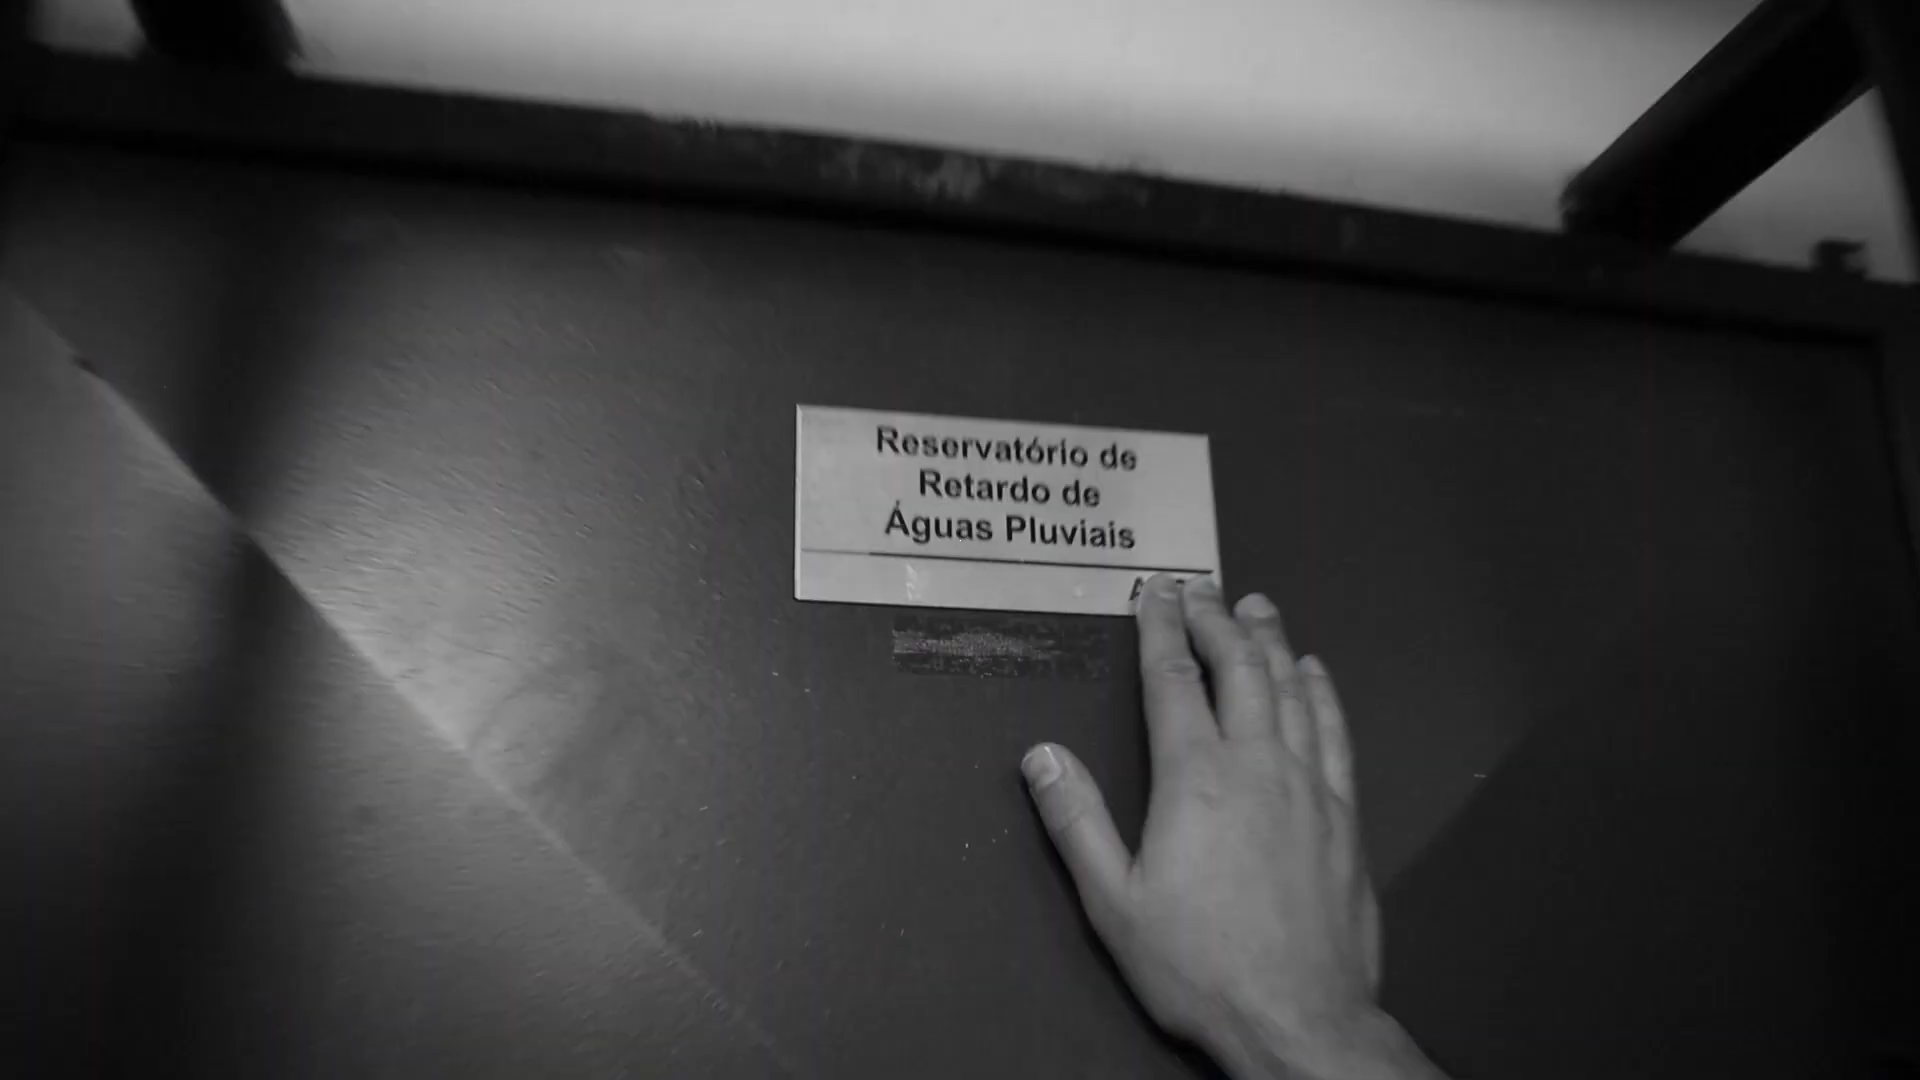 Reservatório de
Retardo de
Águas Pluviais